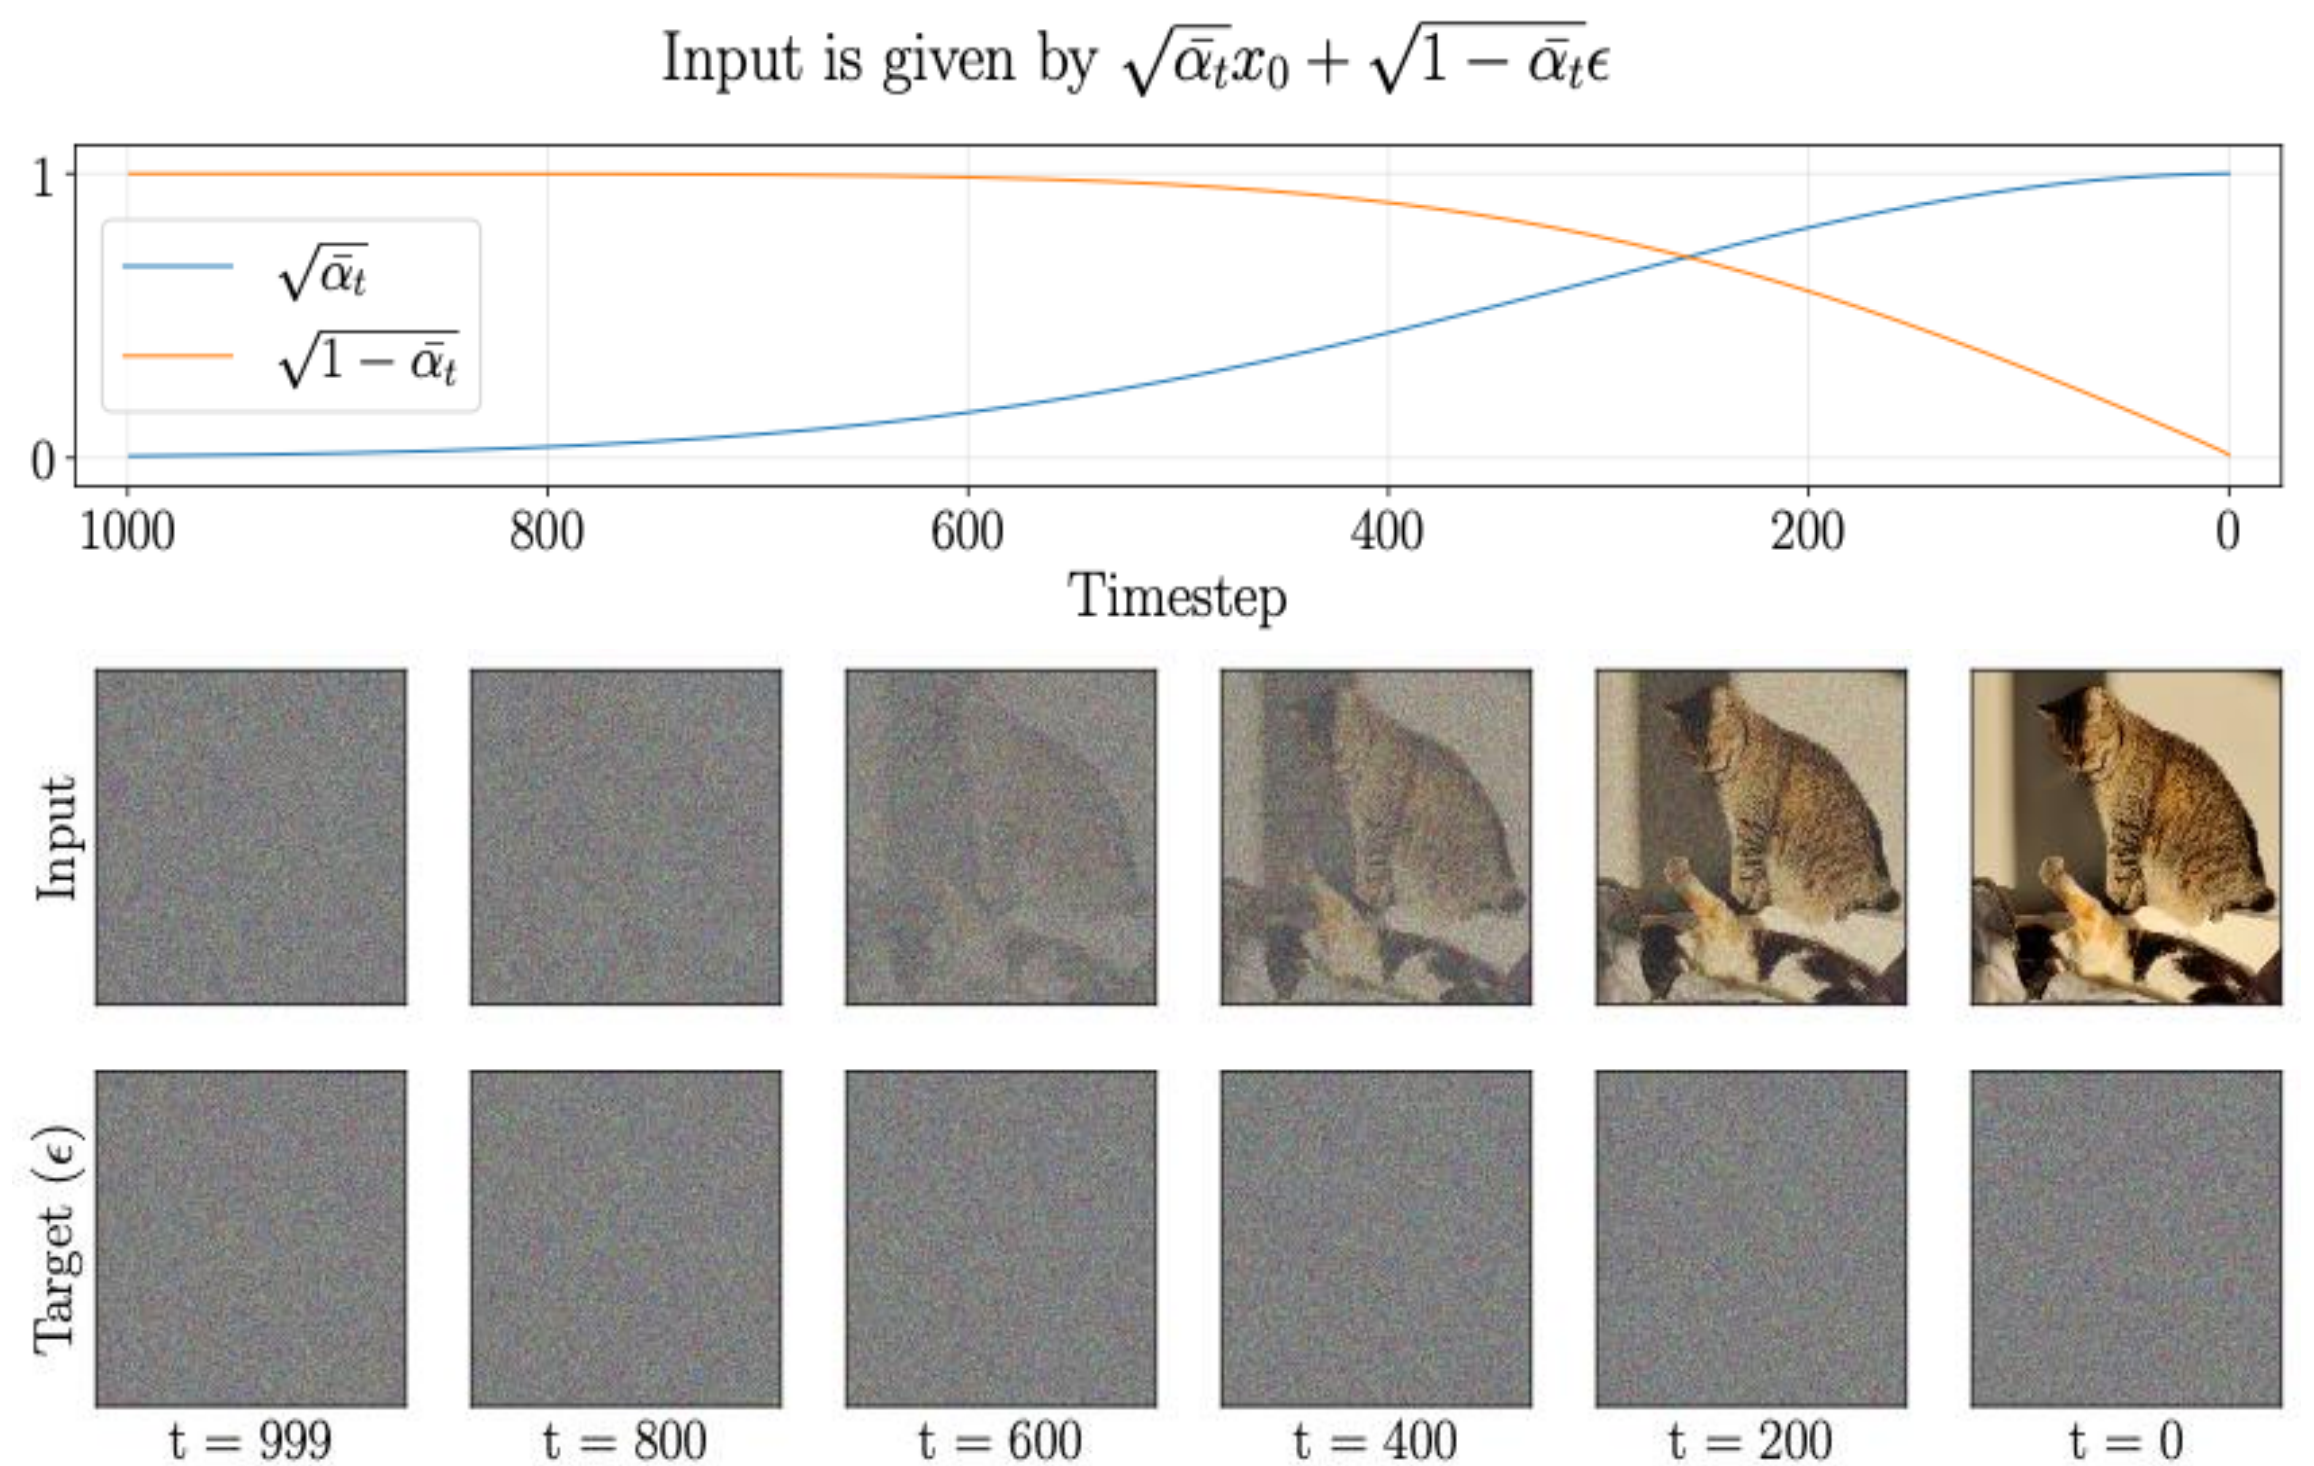 Input is given by √ᾱₜx₀ + √1 − ᾱₜϵ
1
√ᾱₜ
√1 − ᾱₜ
0
1000 800 600 400 200 0
Timestep
Input
Target (ϵ)
t = 999 t = 800 t = 600 t = 400 t = 200 t = 0